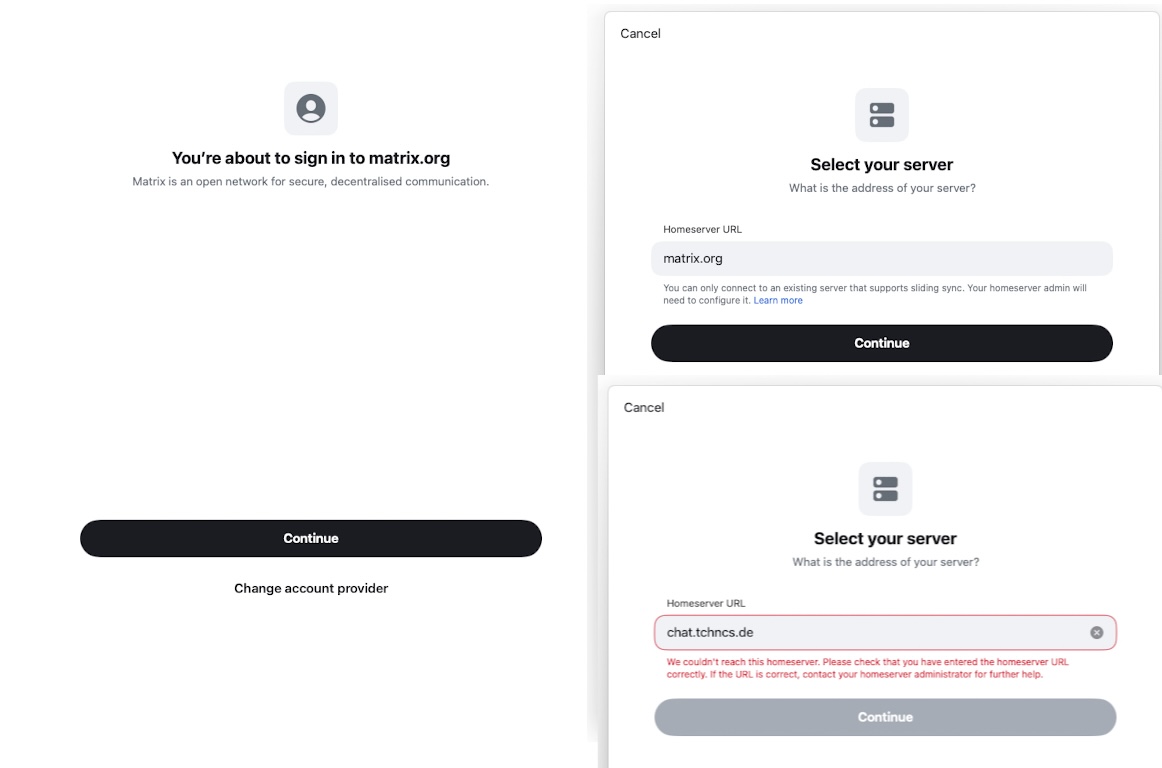 You’re about to sign in to matrix.org
Matrix is an open network for secure, decentralised communication.
Continue
Change account provider
Cancel
Select your server
What is the address of your server?
Homeserver URL
matrix.org
You can only connect to an existing server that supports sliding sync. Your homeserver admin will
need to configure it. Learn more
Continue
Cancel
Select your server
What is the address of your server?
Homeserver URL
chat.tchncs.de
We couldn't reach this homeserver. Please check that you have entered the homeserver URL
correctly. If the URL is correct, contact your homeserver administrator for further help.
Continue